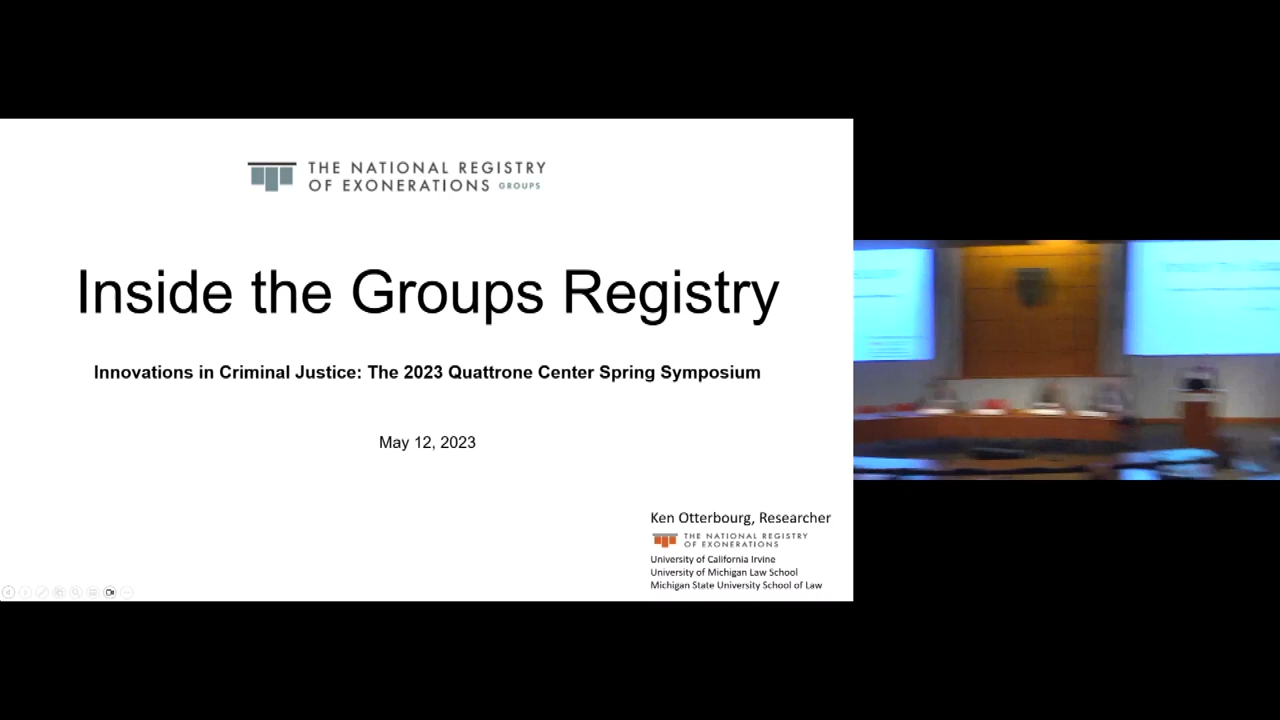 THE NATIONAL REGISTRY
OF EXONERATIONS GROUPS
Inside the Groups Registry
Innovations in Criminal Justice: The 2023 Quattrone Center Spring Symposium
May 12, 2023
Ken Otterbourg, Researcher
THE NATIONAL REGISTRY
OF EXONERATIONS
University of California Irvine
University of Michigan Law School
Michigan State University School of Law